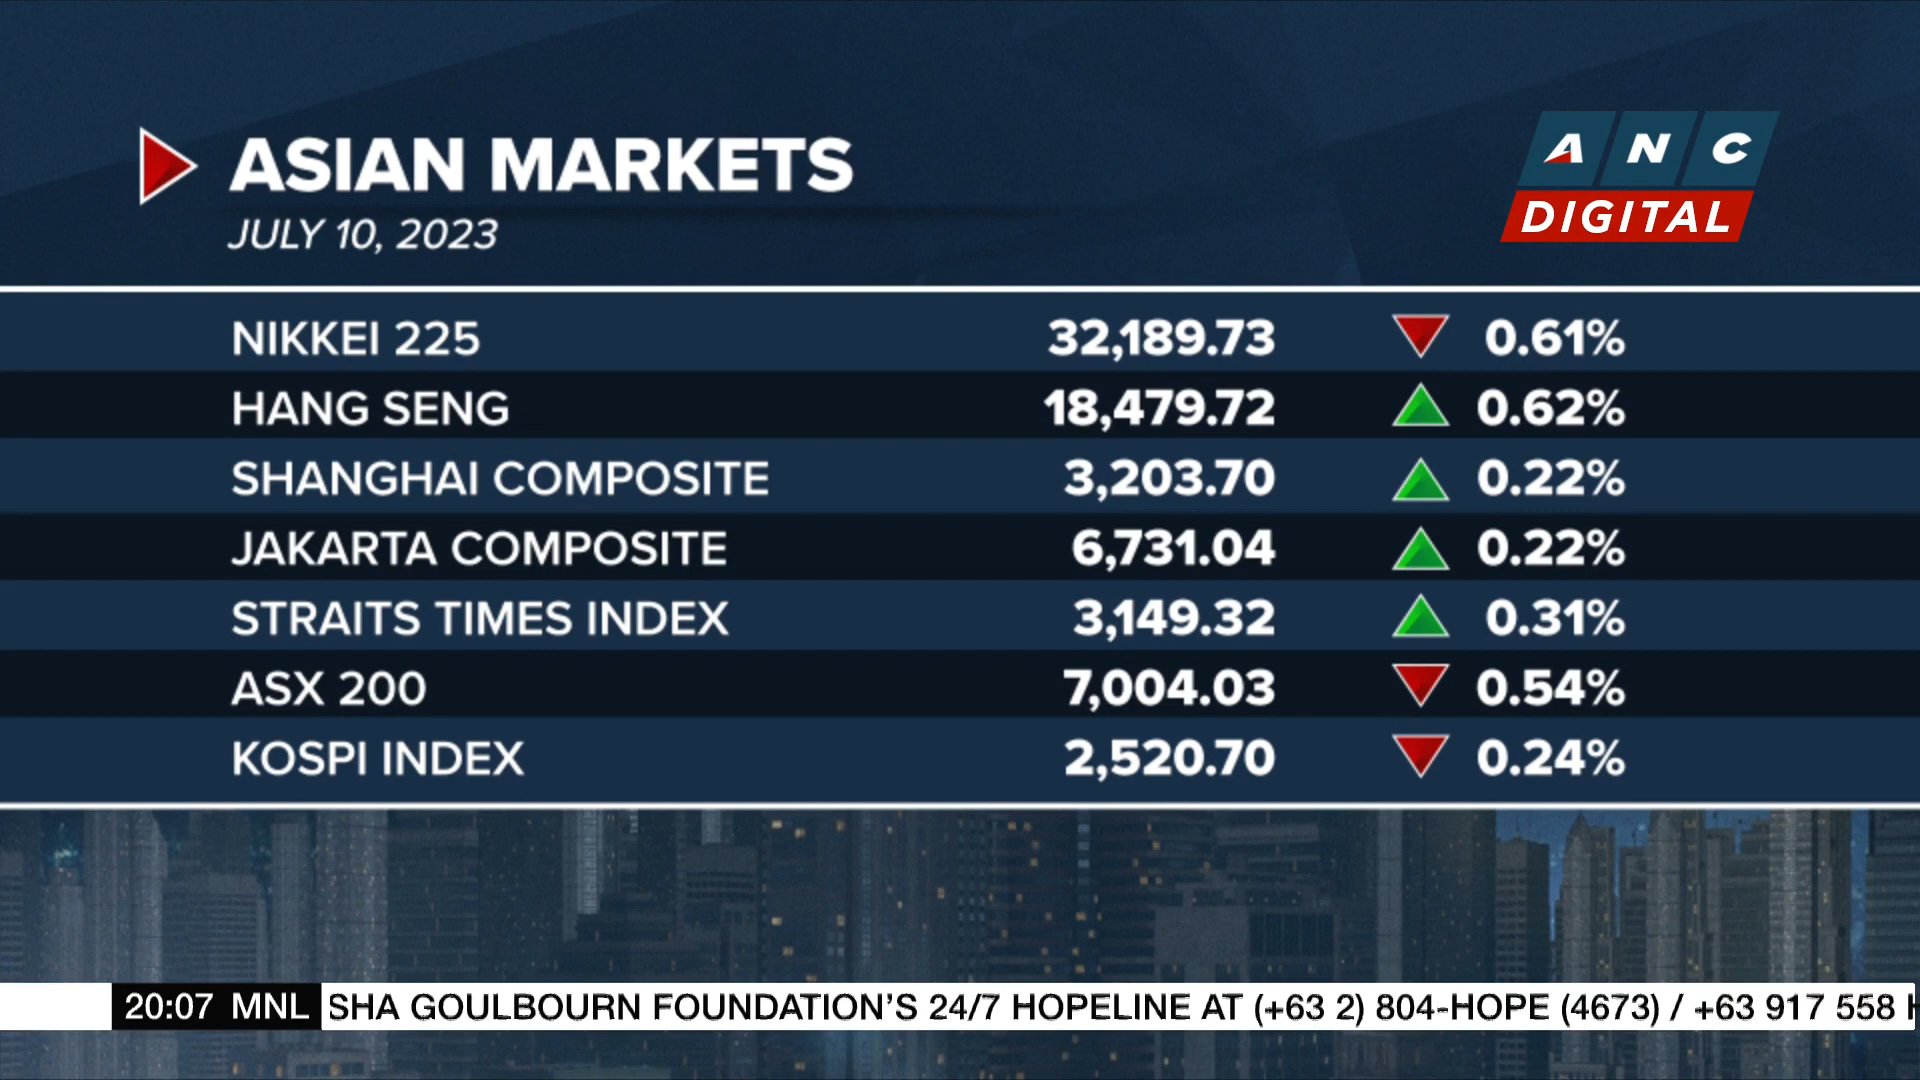 ASIAN MARKETS
JULY 10, 2023
ANC
DIGITAL
NIKKEI 225 32,189.73 0.61%
HANG SENG 18,479.72 0.62%
SHANGHAI COMPOSITE 3,203.70 0.22%
JAKARTA COMPOSITE 6,731.04 0.22%
STRAITS TIMES INDEX 3,149.32 0.31%
ASX 200 7,004.03 0.54%
KOSPI INDEX 2,520.70 0.24%
20:07 MNL SHA GOULBOURN FOUNDATION’S 24/7 HOPELINE AT (+63 2) 804-HOPE (4673) / +63 917 558